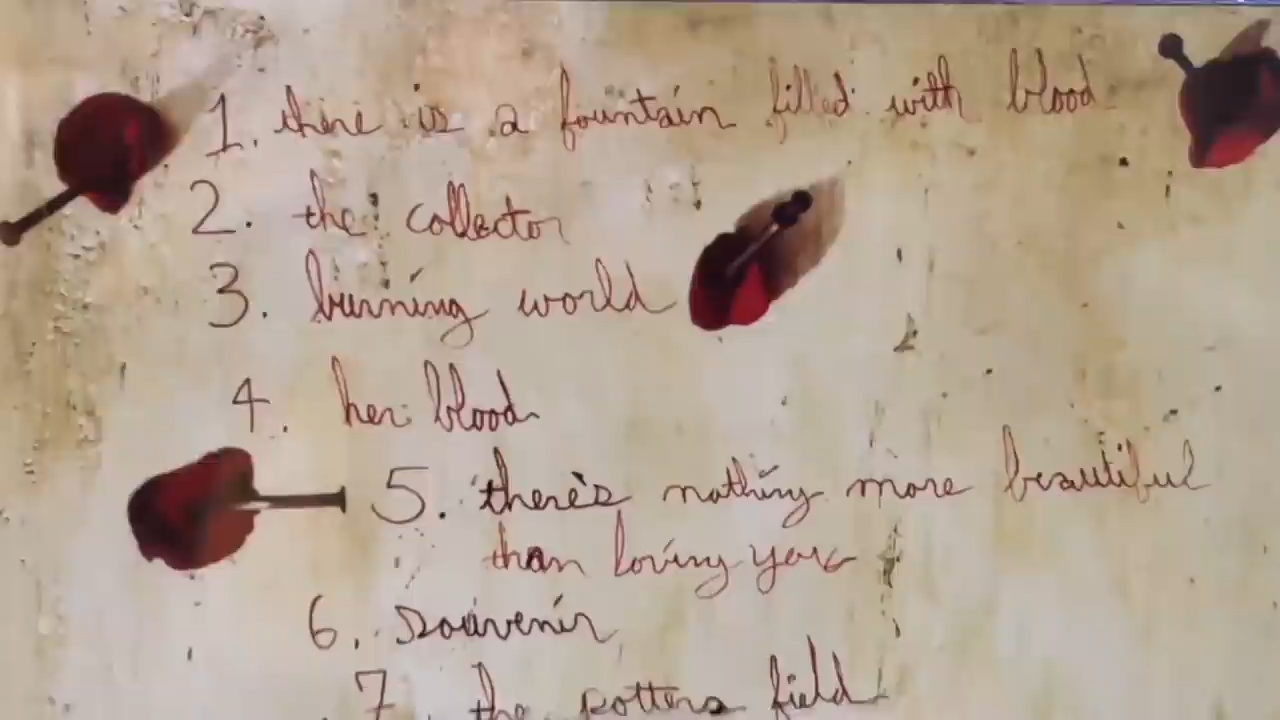 1. there is a fountain filled with blood
2. the collector
3. burning world
4. her blood
5. there's nothing more beautiful
than loving you
6. souvenir
7. the potters field